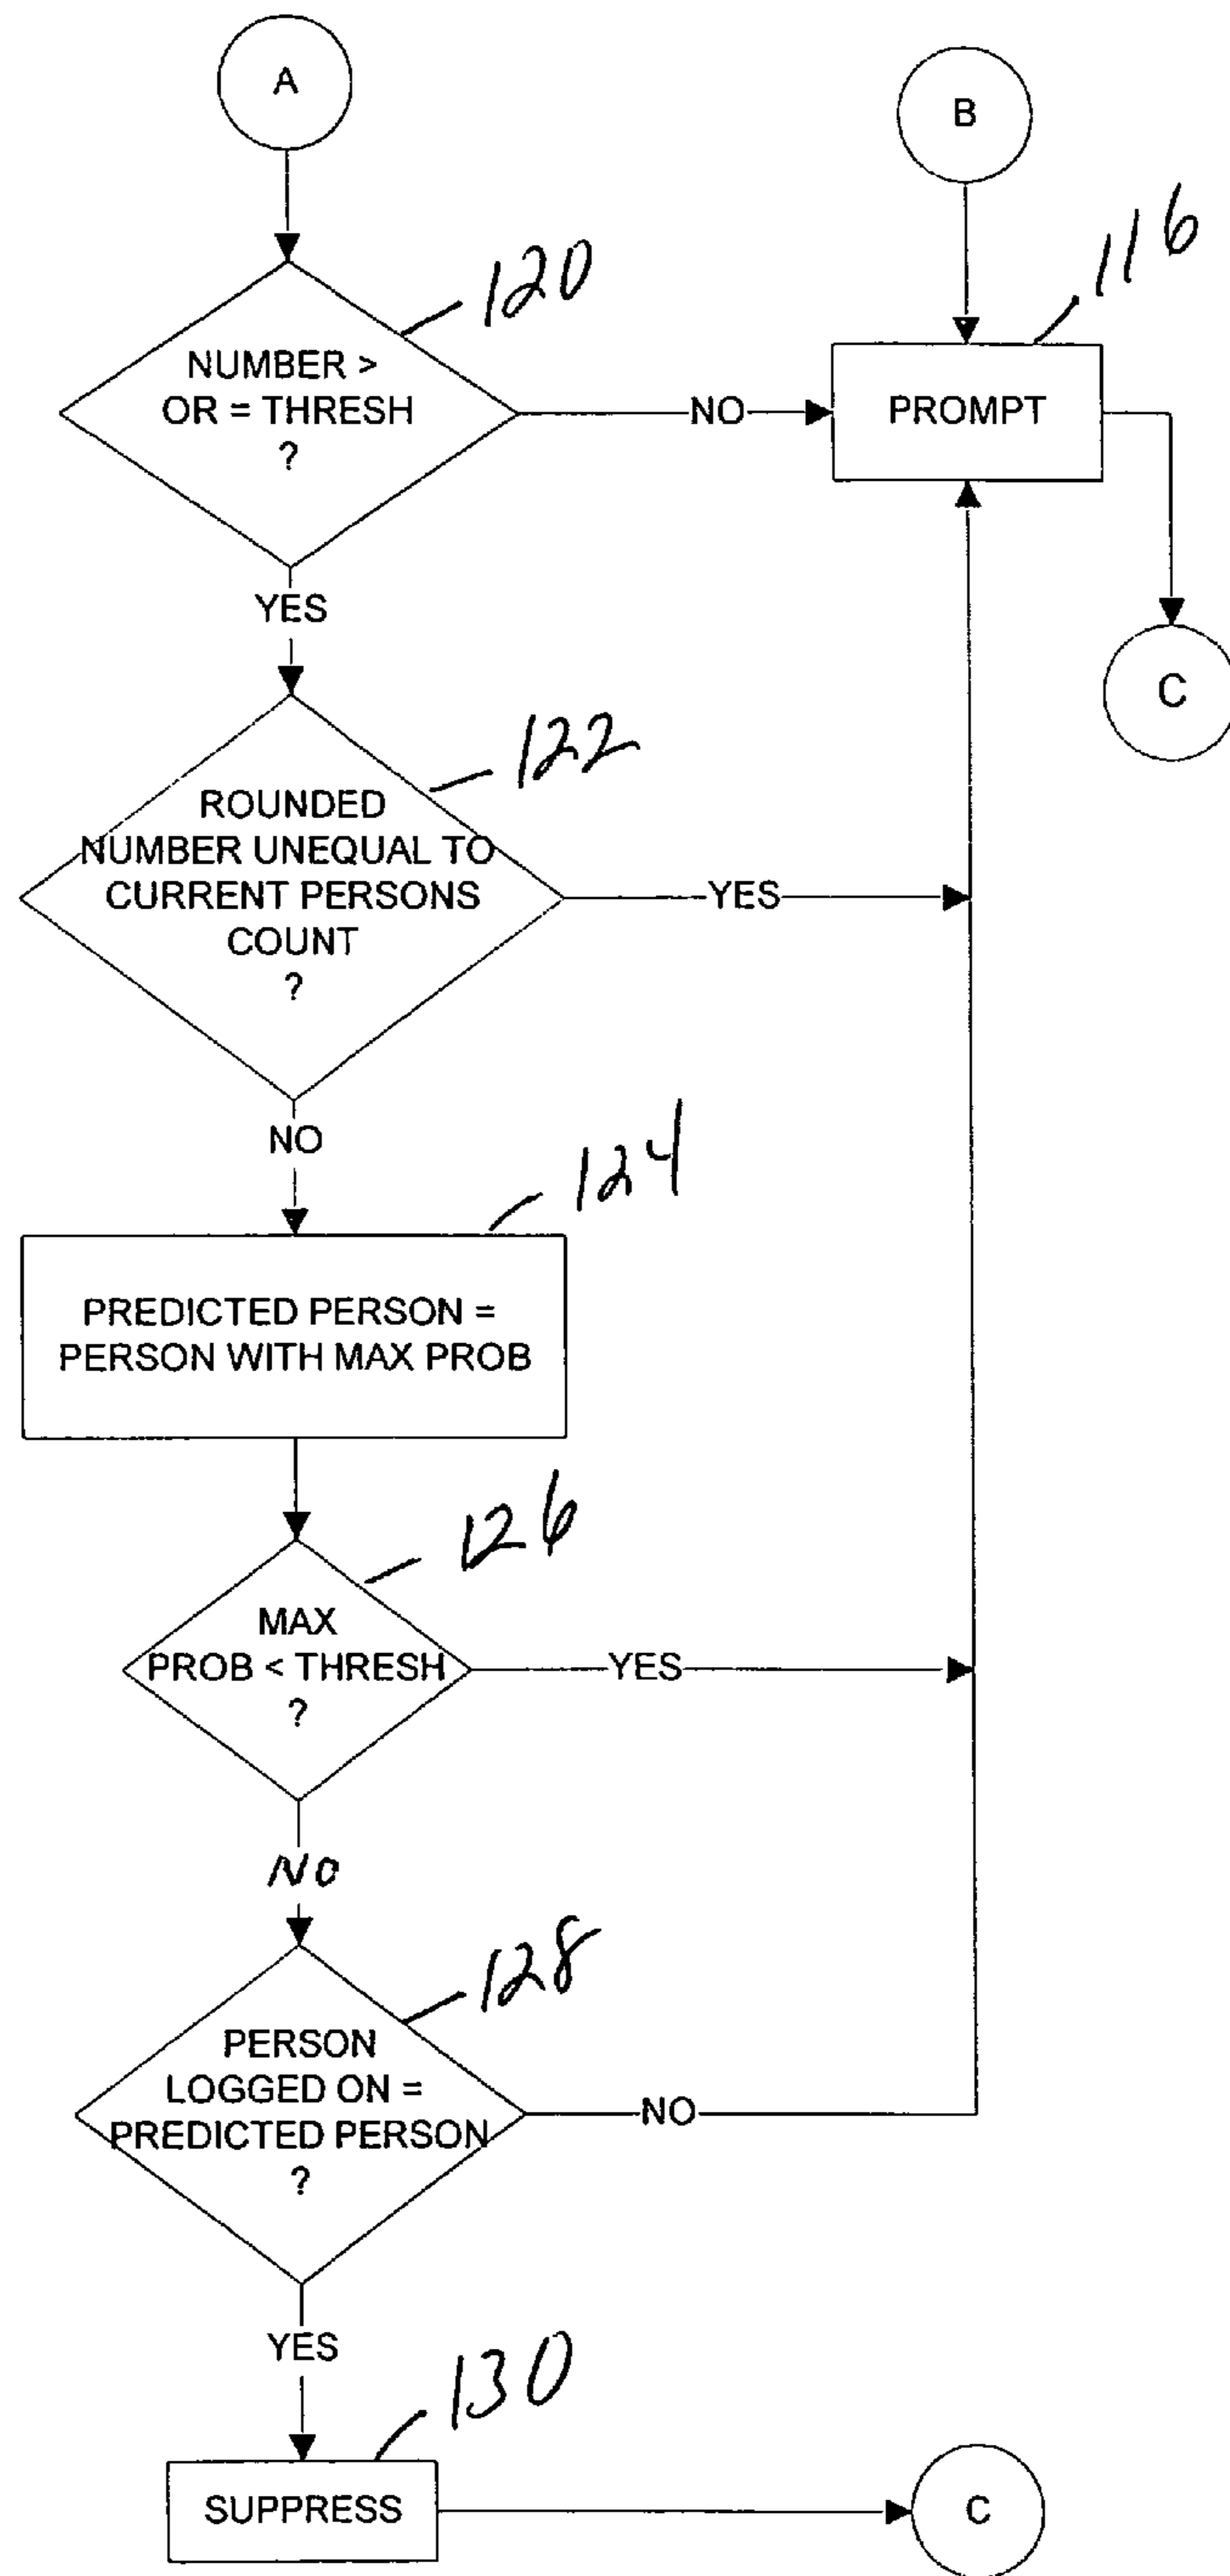 A
B
120
116
NUMBER >
OR = THRESH
?
NO
PROMPT
YES
C
122
ROUNDED
NUMBER UNEQUAL TO
CURRENT PERSONS
COUNT
?
YES
NO
124
PREDICTED PERSON =
PERSON WITH MAX PROB
126
MAX
PROB < THRESH
?
YES
NO
128
PERSON
LOGGED ON =
PREDICTED PERSON
?
NO
YES
130
SUPPRESS
C